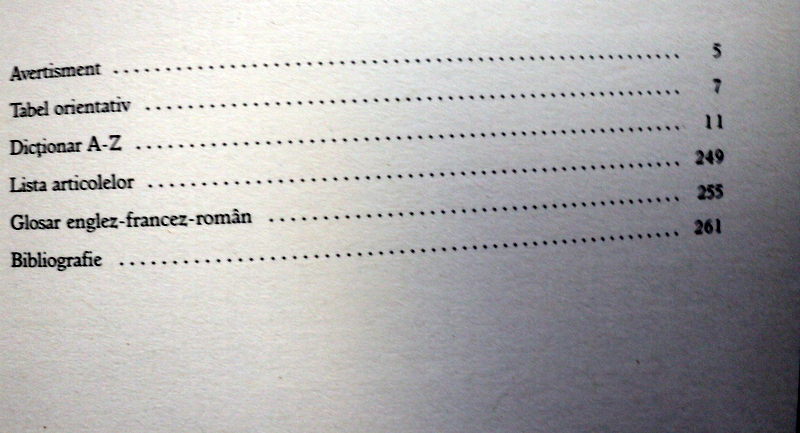 Avertisment ........................................ 5
Tabel orientativ ........................................ 7
Dicționar A-Z ........................................ 11
Lista articolelor ........................................ 249
Glosar englez-francez-român ........................................ 255
Bibliografie ........................................ 261